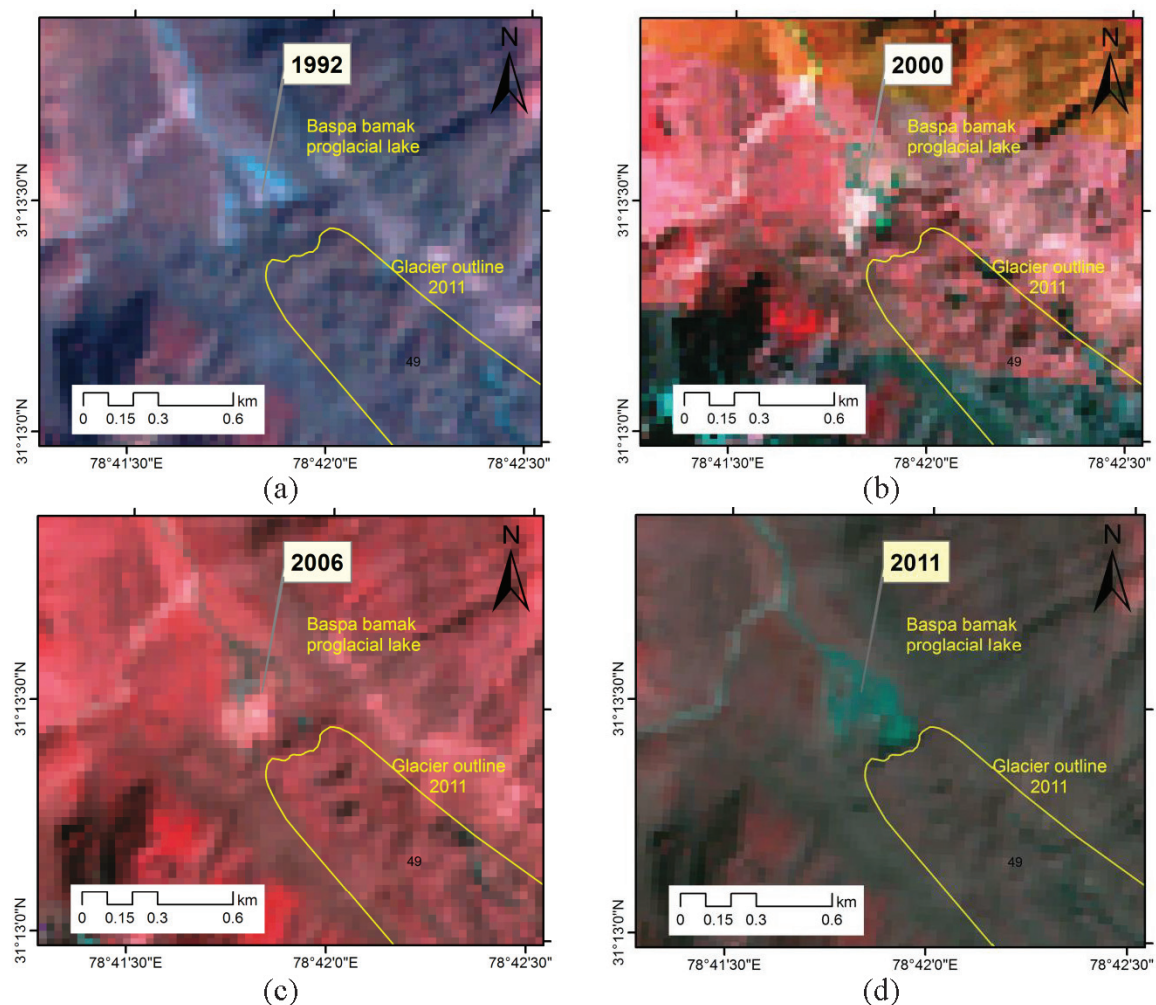 1992
N
Baspa bamak
proglacial lake
31°13'30"N
Glacier outline
2011
49
km
0 0.15 0.3 0.6
31°13'0"N
78°41'30"E 78°42'0"E 78°42'30"
(a)
2000
N
Baspa bamak
proglacial lake
31°13'30"N
Glacier outline
2011
49
km
0 0.15 0.3 0.6
31°13'0"N
78°41'30"E 78°42'0"E 78°42'30"
(b)
2006
N
Baspa bamak
proglacial lake
31°13'30"N
Glacier outline
2011
49
km
0 0.15 0.3 0.6
31°13'0"N
78°41'30"E 78°42'0"E 78°42'30"
(c)
2011
N
Baspa bamak
proglacial lake
31°13'30"N
Glacier outline
2011
49
km
0 0.15 0.3 0.6
31°13'0"N
78°41'30"E 78°42'0"E 78°42'30"
(d)